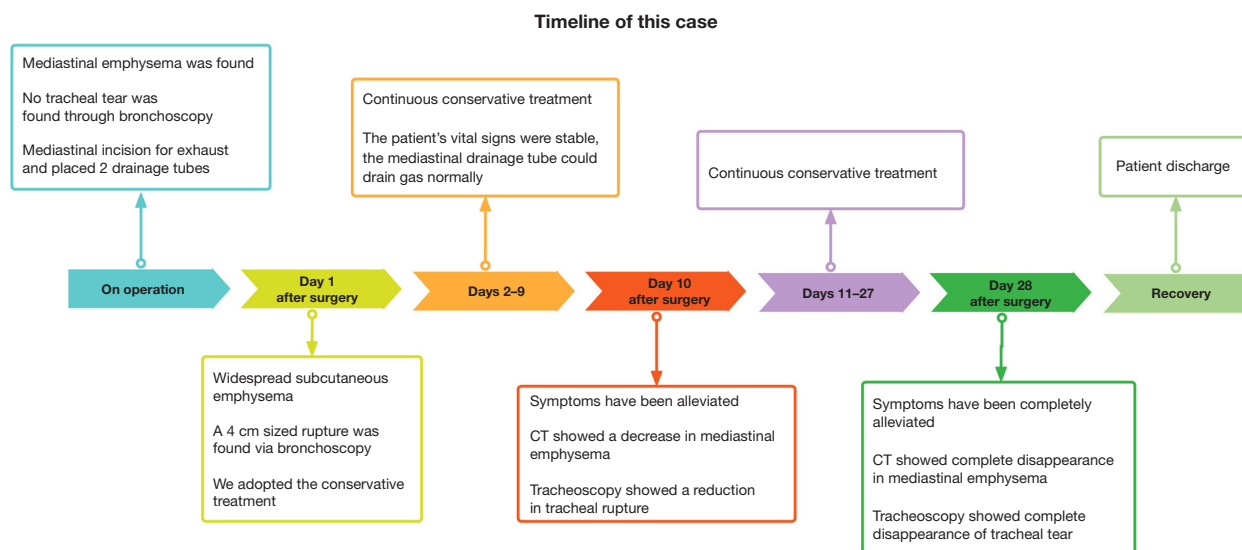 Timeline of this case
Mediastinal emphysema was found
No tracheal tear was
found through bronchoscopy
Mediastinal incision for exhaust
and placed 2 drainage tubes
Continuous conservative treatment
The patient's vital signs were stable,
the mediastinal drainage tube could
drain gas normally
Continuous conservative treatment
Patient discharge
On operation
Day 1
after surgery
Days 2–9
Day 10
after surgery
Days 11–27
Day 28
after surgery
Recovery
Widespread subcutaneous
emphysema
A 4 cm sized rupture was
found via bronchoscopy
We adopted the conservative
treatment
Symptoms have been alleviated
CT showed a decrease in mediastinal
emphysema
Tracheoscopy showed a reduction
in tracheal rupture
Symptoms have been completely
alleviated
CT showed complete disappearance
in mediastinal emphysema
Tracheoscopy showed complete
disappearance of tracheal tear